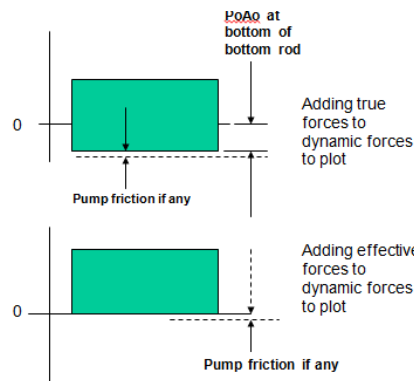 PoAo at
bottom of
bottom rod
0
Adding true
forces to
dynamic forces
to plot
Pump friction if any
Adding effective
forces to
dynamic forces
to plot
0
Pump friction if any